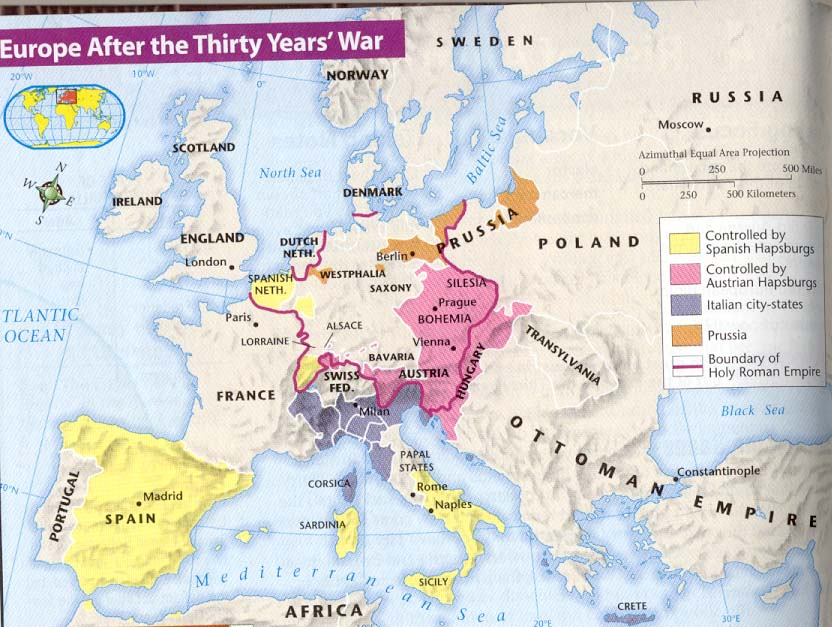 Europe After the Thirty Years' War
20°W
10°W
0°
N
W
E
S
SWEDEN
NORWAY
RUSSIA
Moscow
Azimuthal Equal Area Projection
0 250 500 Miles
0 250 500 Kilometers
SCOTLAND
North Sea
Baltic Sea
IRELAND
DENMARK
ENGLAND
London
DUTCH
NETH.
Berlin
PRUSSIA
POLAND
Controlled by
Spanish Hapsburgs
Controlled by
Austrian Hapsburgs
Italian city-states
Prussia
Boundary of
Holy Roman Empire
SPANISH
NETH.
WESTPHALIA
SAXONY
SILESIA
Prague
BOHEMIA
ATLANTIC
OCEAN
Paris
LORRAINE
ALSACE
Vienna
BAVARIA
AUSTRIA
HUNGARY
TRANSYLVANIA
SWISS
FED.
FRANCE
Milan
Black Sea
OTTOMAN EMPIRE
Constantinople
PAPAL
STATES
CORSICA
Rome
Naples
PORTUGAL
Madrid
SPAIN
SARDINIA
SICILY
Mediterranean Sea
AFRICA
CRETE
20°E
30°E